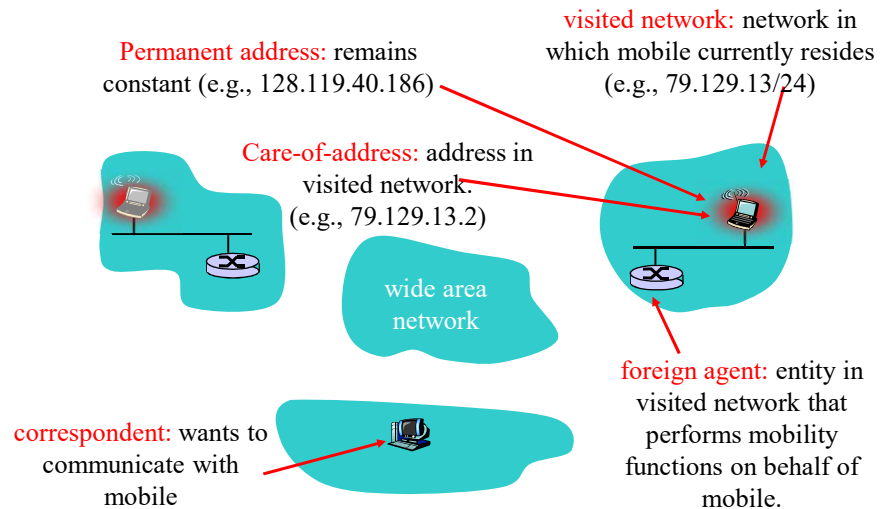 visited network: network in
which mobile currently resides
(e.g., 79.129.13/24)
Permanent address: remains
constant (e.g., 128.119.40.186)
Care-of-address: address in
visited network.
(e.g., 79.129.13.2)
wide area
network
foreign agent: entity in
visited network that
performs mobility
functions on behalf of
mobile.
correspondent: wants to
communicate with
mobile